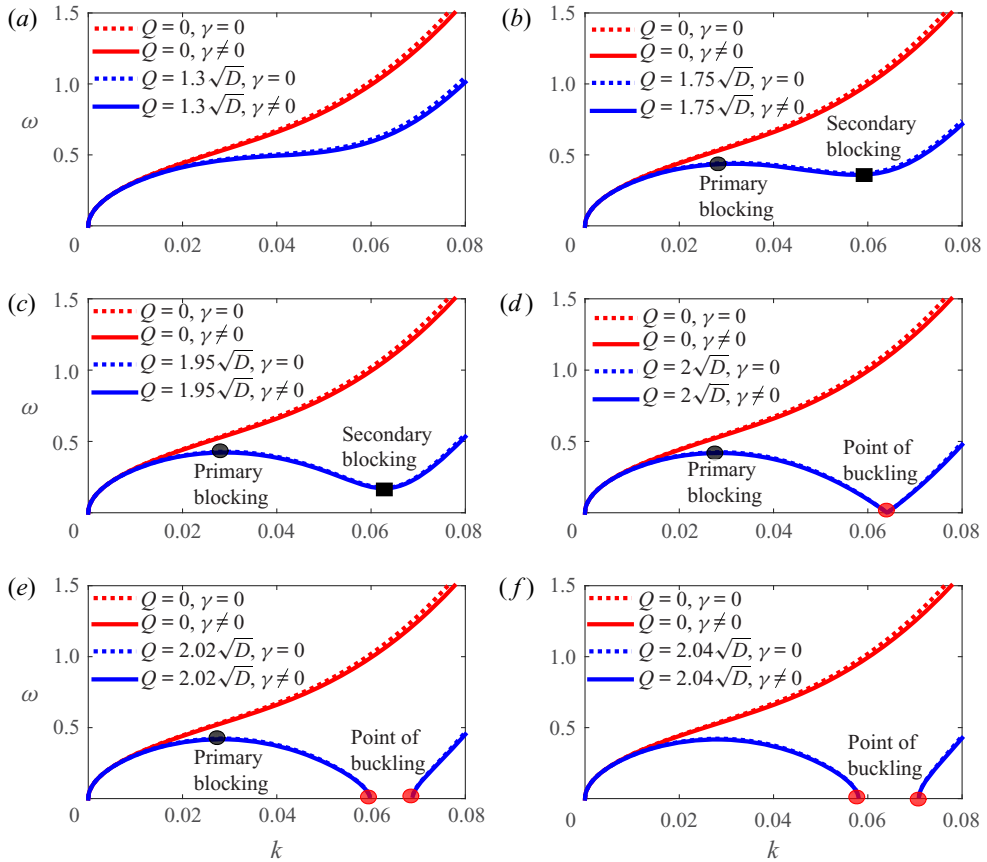 (a)
1.5
1.0
0.5
ω
Q = 0, γ = 0
Q = 0, γ ≠ 0
Q = 1.3√D, γ = 0
Q = 1.3√D, γ ≠ 0
0
0.02
0.04
0.06
0.08
(b)
1.5
1.0
0.5
Q = 0, γ = 0
Q = 0, γ ≠ 0
Q = 1.75√D, γ = 0
Q = 1.75√D, γ ≠ 0
Secondary
blocking
Primary
blocking
0
0.02
0.04
0.06
0.08
(c)
1.5
1.0
0.5
ω
Q = 0, γ = 0
Q = 0, γ ≠ 0
Q = 1.95√D, γ = 0
Q = 1.95√D, γ ≠ 0
Secondary
blocking
Primary
blocking
0
0.02
0.04
0.06
0.08
(d)
1.5
1.0
0.5
Q = 0, γ = 0
Q = 0, γ ≠ 0
Q = 2√D, γ = 0
Q = 2√D, γ ≠ 0
Point of
buckling
Primary
blocking
0
0.02
0.04
0.06
0.08
(e)
1.5
1.0
0.5
ω
Q = 0, γ = 0
Q = 0, γ ≠ 0
Q = 2.02√D, γ = 0
Q = 2.02√D, γ ≠ 0
Primary
blocking
Point of
buckling
0
0.02
0.04
0.06
0.08
k
(f)
1.5
1.0
0.5
Q = 0, γ = 0
Q = 0, γ ≠ 0
Q = 2.04√D, γ = 0
Q = 2.04√D, γ ≠ 0
Point of
buckling
0
0.02
0.04
0.06
0.08
k